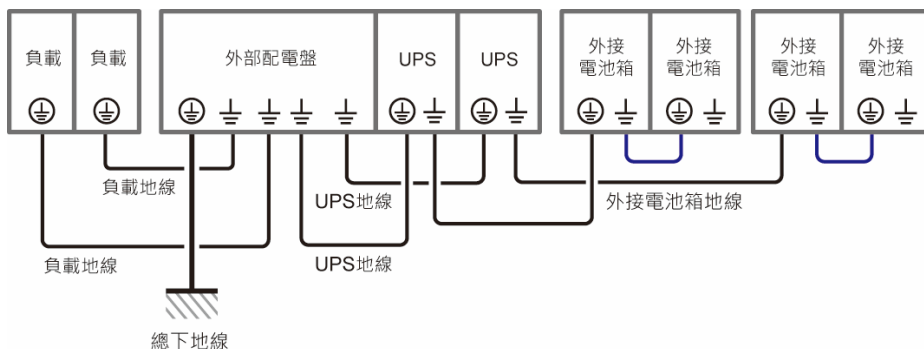 負載
負載
外部配電盤
UPS
UPS
外接
電池箱
外接
電池箱
外接
電池箱
外接
電池箱
負載地線
UPS地線
外接電池箱地線
負載地線
UPS地線
總下地線